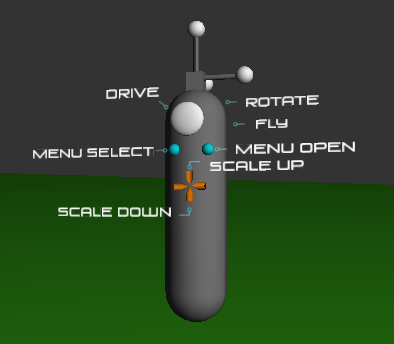 DRIVE
ROTATE
FLY
MENU SELECT
MENU OPEN
SCALE UP
SCALE DOWN